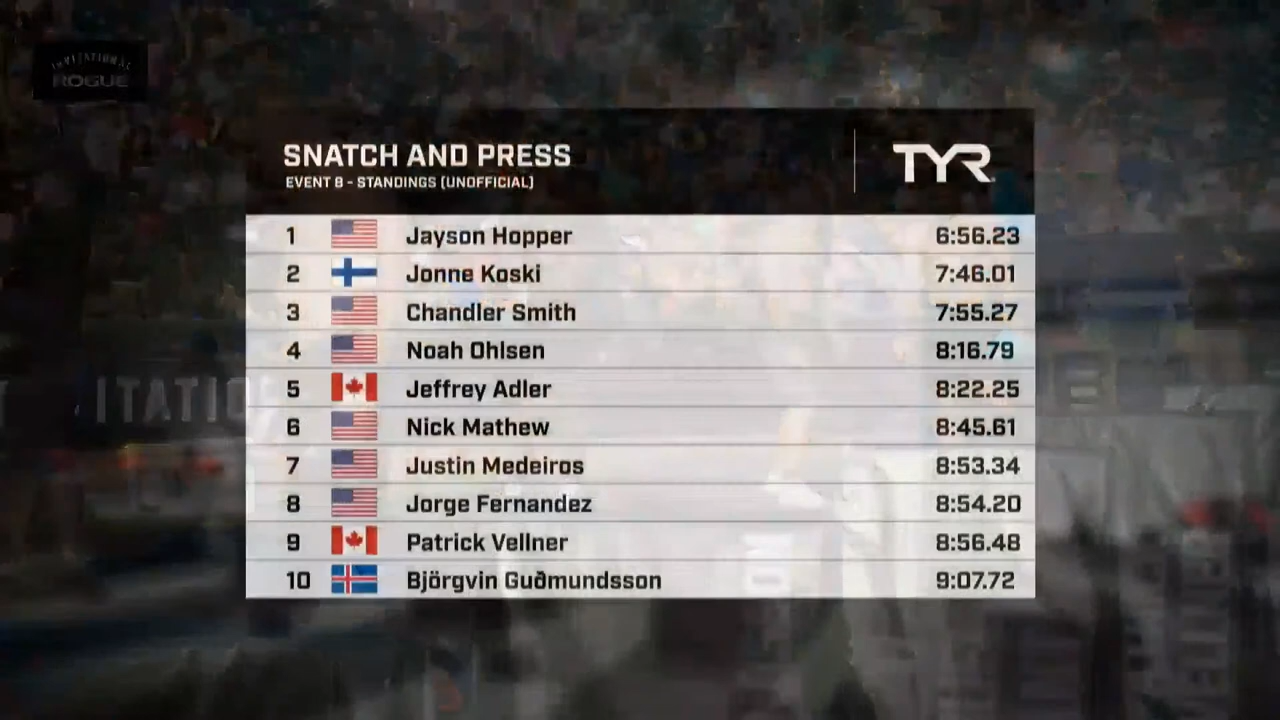 INVITATIONAL
ROGUE
SNATCH AND PRESS
TYR
EVENT 8 - STANDINGS (UNOFFICIAL)
1 Jayson Hopper 6:56.23
2 Jonne Koski 7:46.01
3 Chandler Smith 7:55.27
4 Noah Ohlsen 8:16.79
5 Jeffrey Adler 8:22.25
6 Nick Mathew 8:45.61
7 Justin Medeiros 8:53.34
8 Jorge Fernandez 8:54.20
9 Patrick Vellner 8:56.48
10 Björgvin Guðmundsson 9:07.72